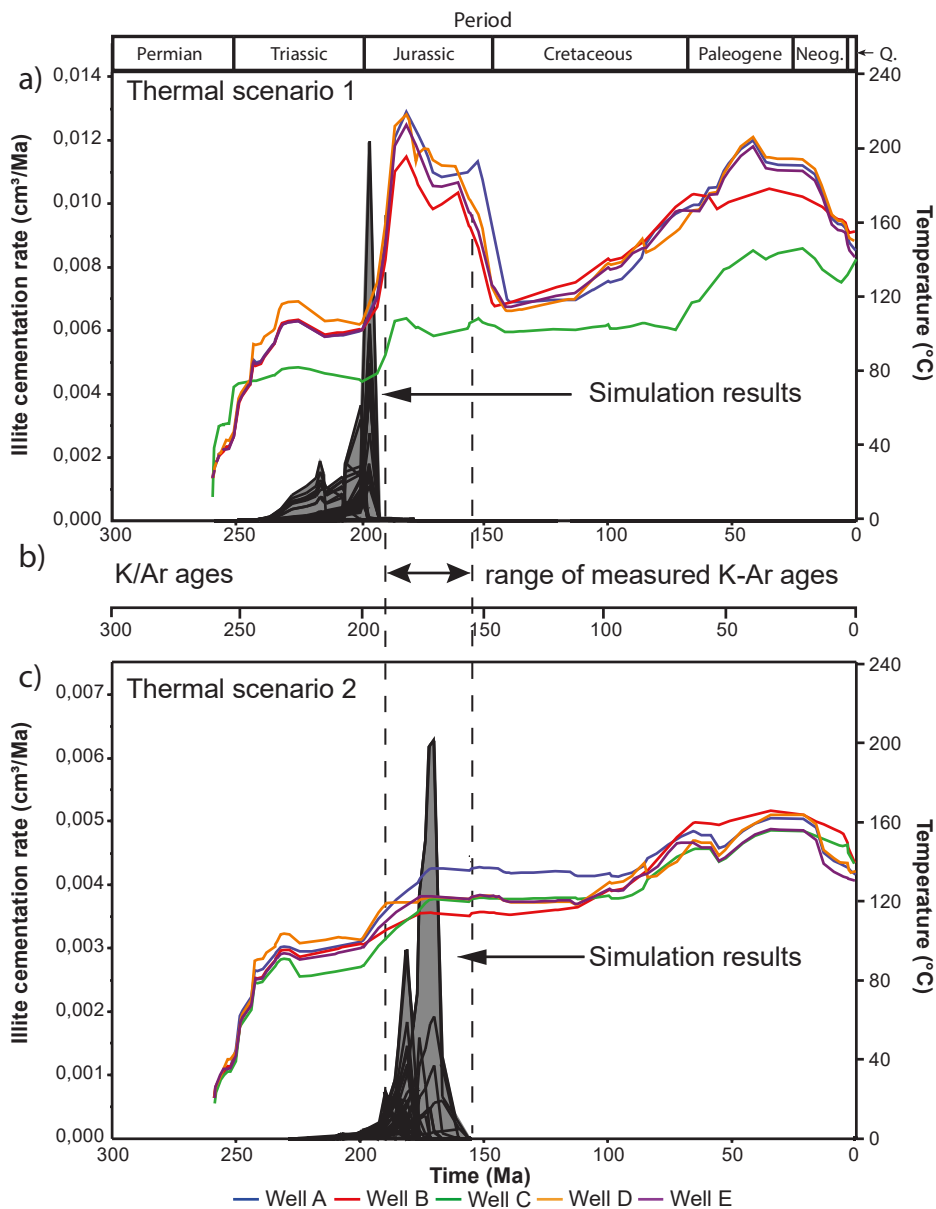 Period
Permian Triassic Jurassic Cretaceous Paleogene Neog. ← Q.
a)
Thermal scenario 1
Illite cementation rate (cm³/Ma)
0,014
0,012
0,010
0,008
0,006
0,004
0,002
0,000
240
200
160
120
80
40
0
Temperature (°C)
Simulation results
300 250 200 150 100 50 0
b)
K/Ar ages
range of measured K-Ar ages
300 250 200 150 100 50 0
c)
Thermal scenario 2
Illite cementation rate (cm³/Ma)
0,007
0,006
0,005
0,004
0,003
0,002
0,001
0,000
240
200
160
120
80
40
0
Temperature (°C)
Simulation results
300 250 200 150 100 50 0
Time (Ma)
Well A Well B Well C Well D Well E